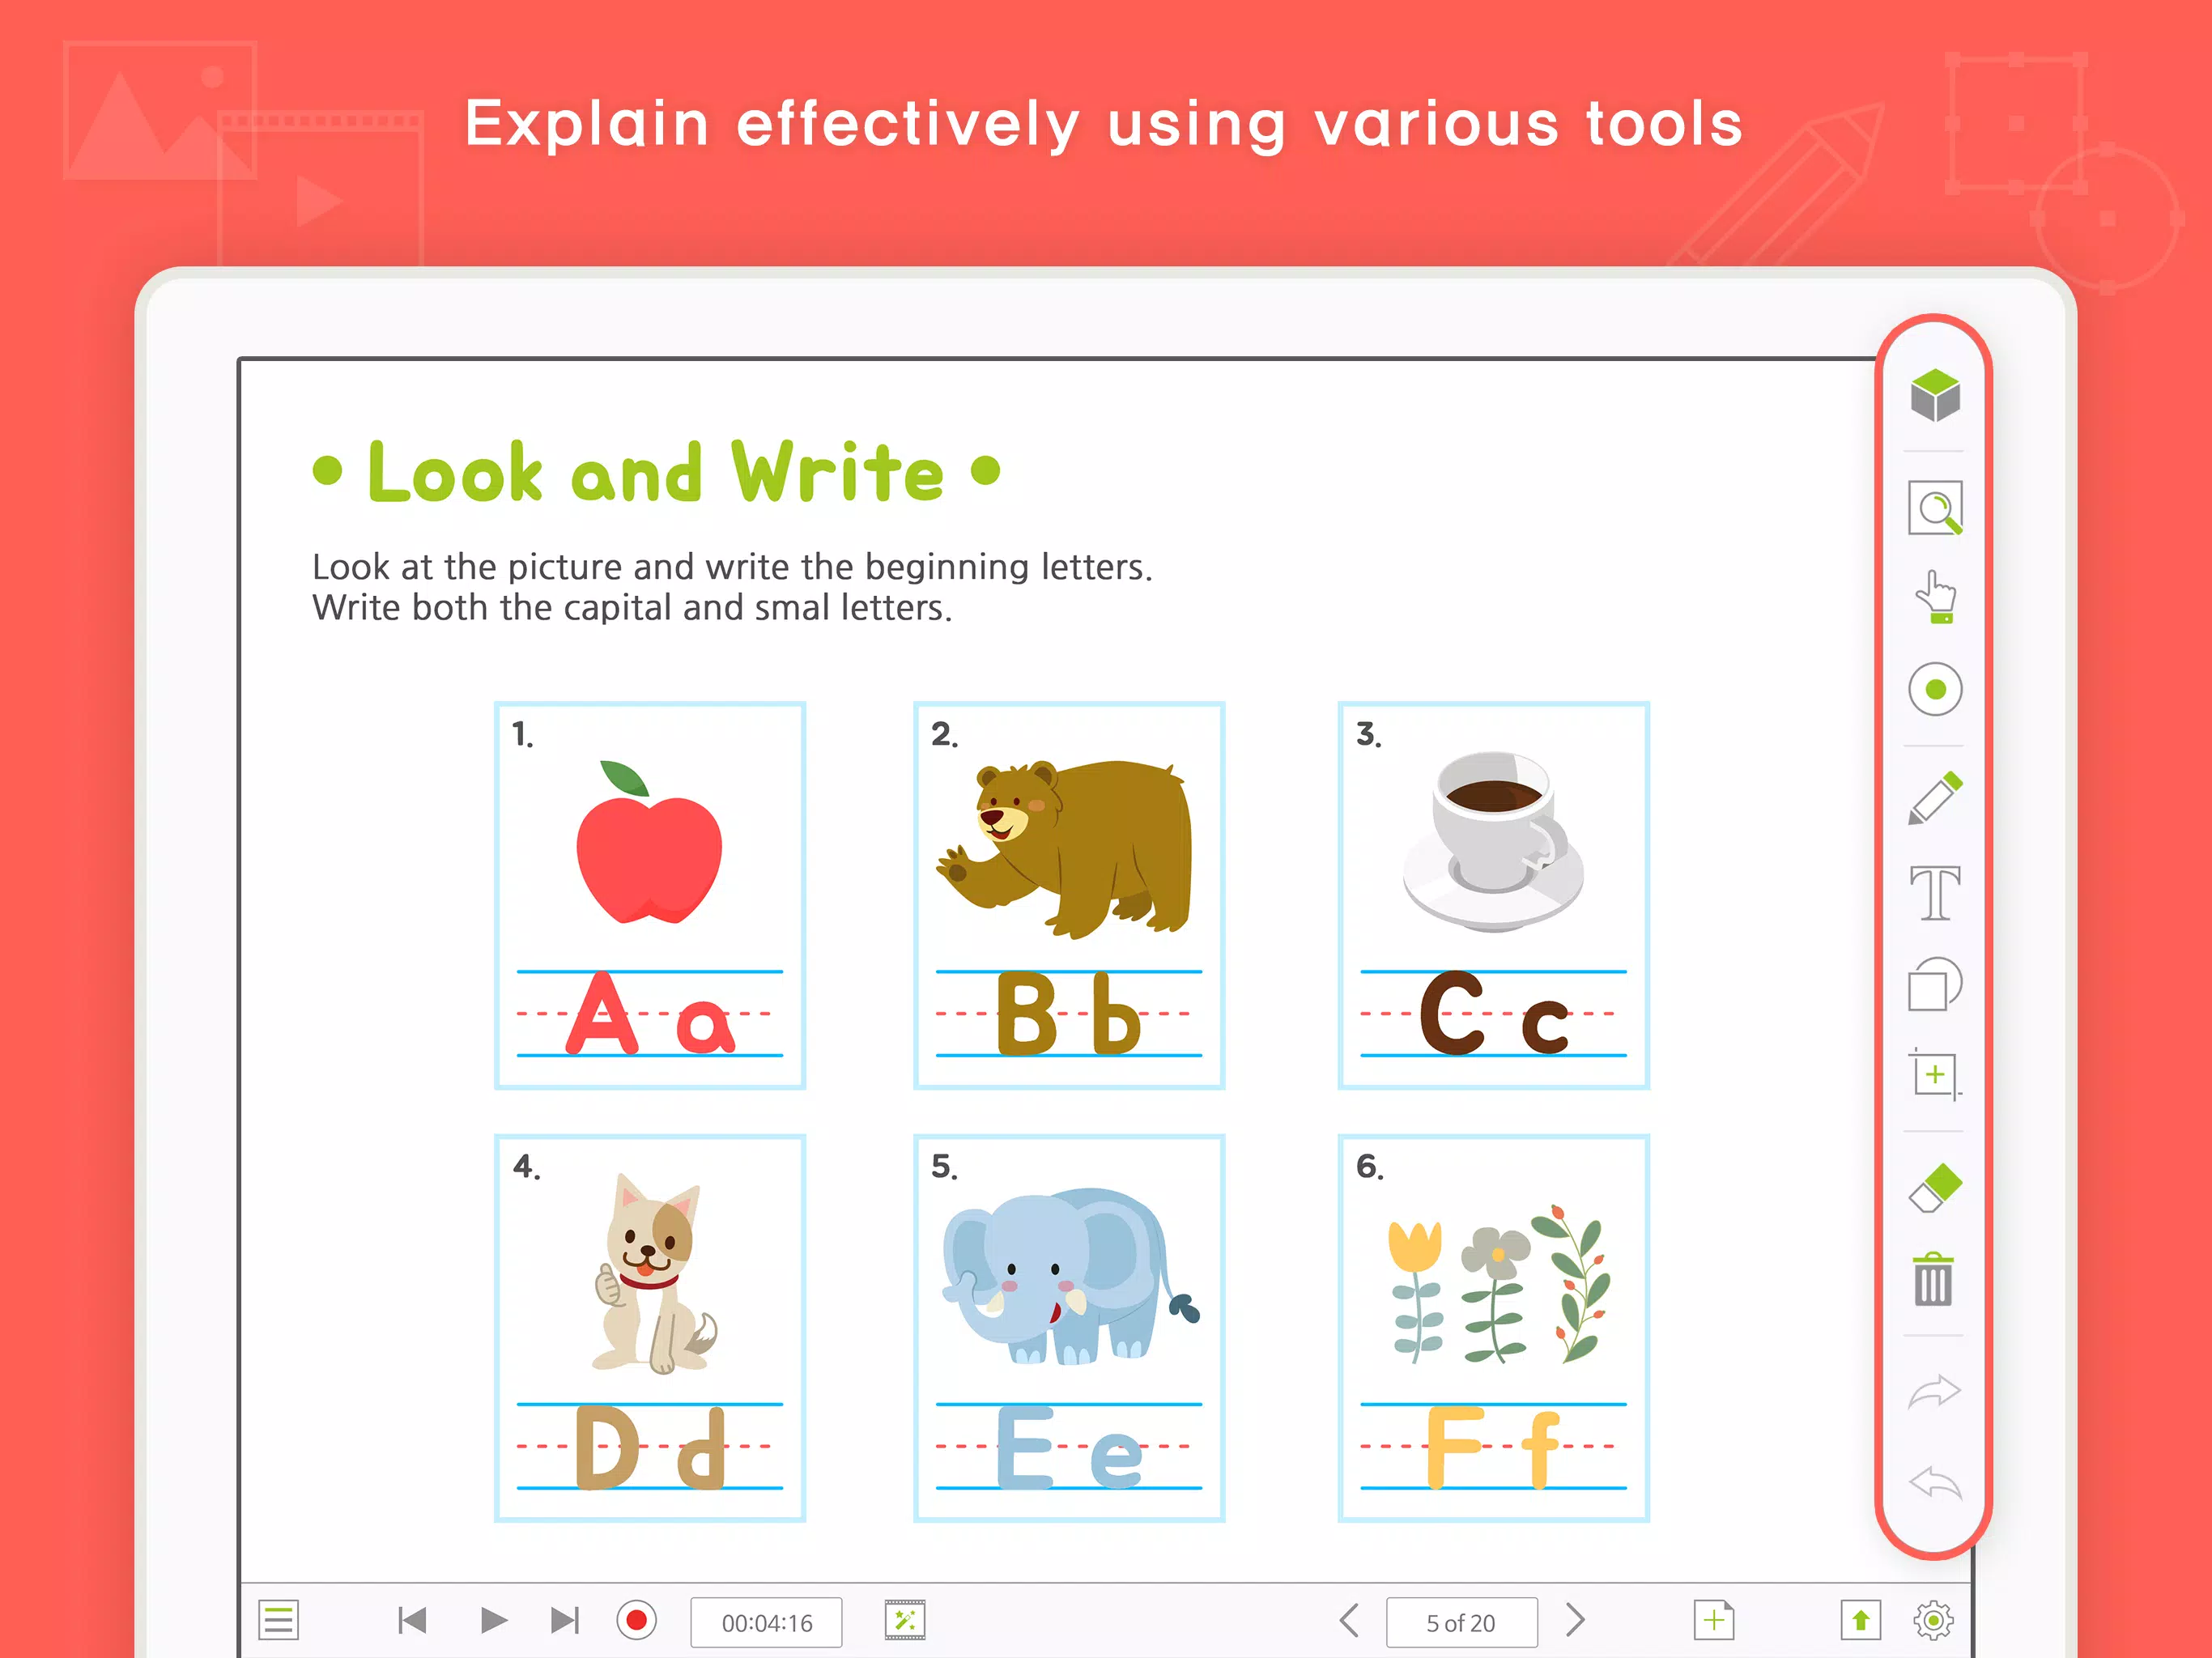 Explain effectively using various tools
• Look and Write •
Look at the picture and write the beginning letters.
Write both the capital and smal letters.
1.
A a
2.
B b
3.
C c
4.
D d
5.
E e
6.
F f
T
00:04:16
5 of 20